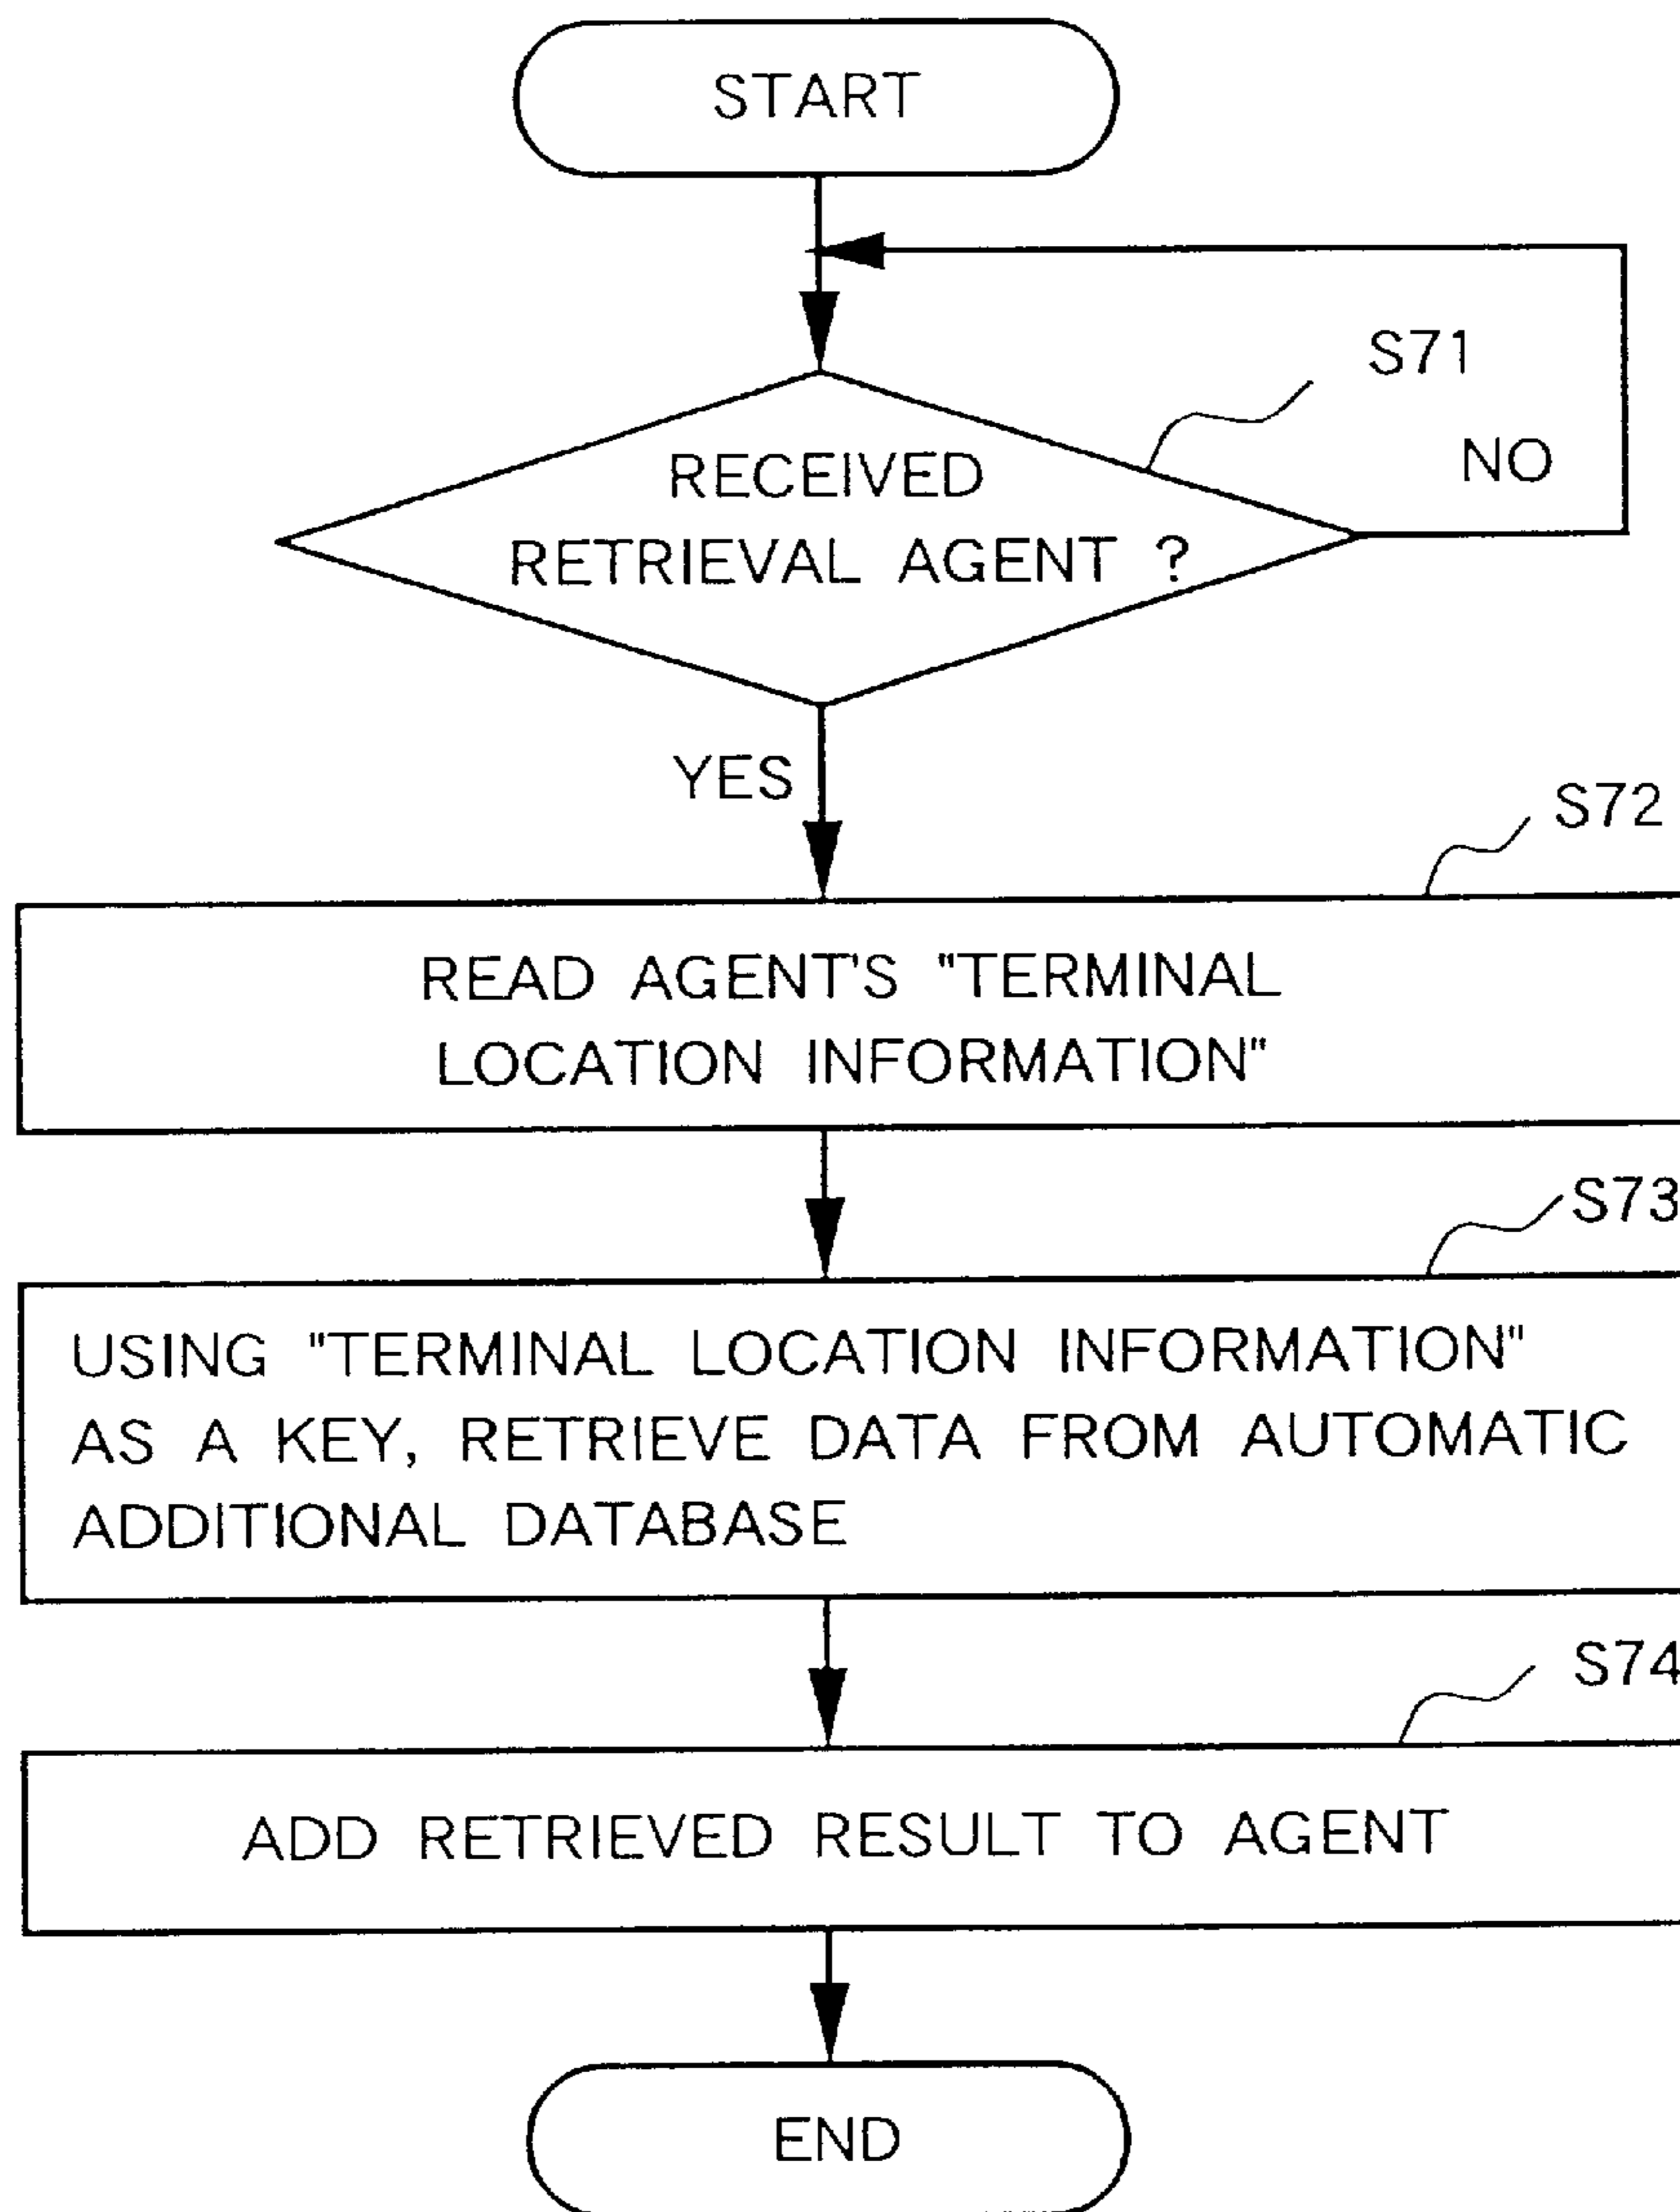 START
S71
NO
RECEIVED
RETRIEVAL AGENT ?
YES
S72
READ AGENT'S "TERMINAL
LOCATION INFORMATION"
S73
USING "TERMINAL LOCATION INFORMATION"
AS A KEY, RETRIEVE DATA FROM AUTOMATIC
ADDITIONAL DATABASE
S74
ADD RETRIEVED RESULT TO AGENT
END